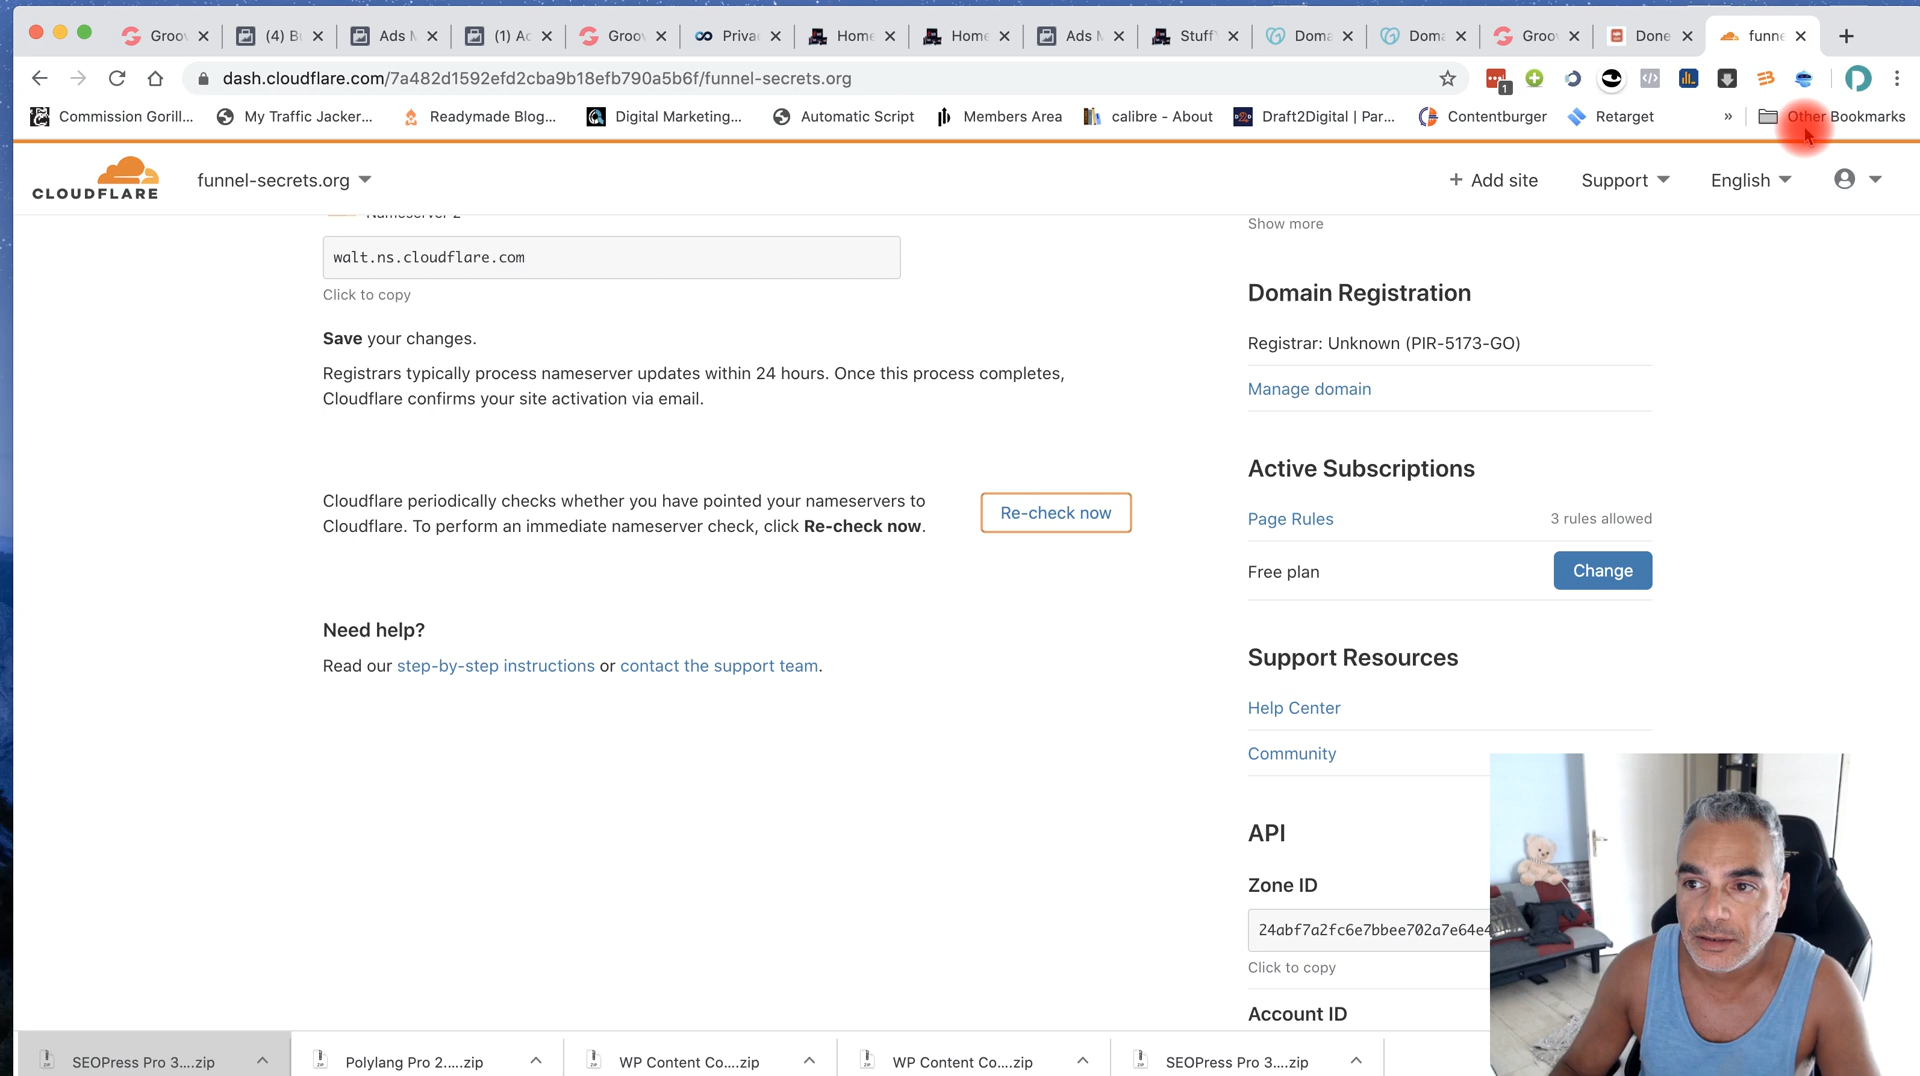 Groov
(4) B
Ads M
(1) Ac
Groov
Priva
Home
Home
Ads M
Stuff
Doma
Doma
Groov
Done
funne
dash.cloudflare.com/7a482d1592efd2cba9b18efb790a5b6f/funnel-secrets.org
1
Commission Gorill...
My Traffic Jacker...
Readymade Blog...
Digital Marketing...
Automatic Script
Members Area
calibre - About
Draft2Digital | Par...
Contentburger
Retarget
»
Other Bookmarks
CLOUDFLARE
funnel-secrets.org
+ Add site
Support
English
Nameserver 2
walt.ns.cloudflare.com
Click to copy
Save your changes.
Registrars typically process nameserver updates within 24 hours. Once this process completes,
Cloudflare confirms your site activation via email.
Cloudflare periodically checks whether you have pointed your nameservers to
Cloudflare. To perform an immediate nameserver check, click Re-check now.
Re-check now
Need help?
Read our step-by-step instructions or contact the support team.
Show more
Domain Registration
Registrar: Unknown (PIR-5173-GO)
Manage domain
Active Subscriptions
Page Rules
3 rules allowed
Free plan
Change
Support Resources
Help Center
Community
API
Zone ID
24abf7a2fc6e7bbee702a7e64e4
Click to copy
Account ID
SEOPress Pro 3....zip
Polylang Pro 2.....zip
WP Content Co....zip
WP Content Co....zip
SEOPress Pro 3....zip